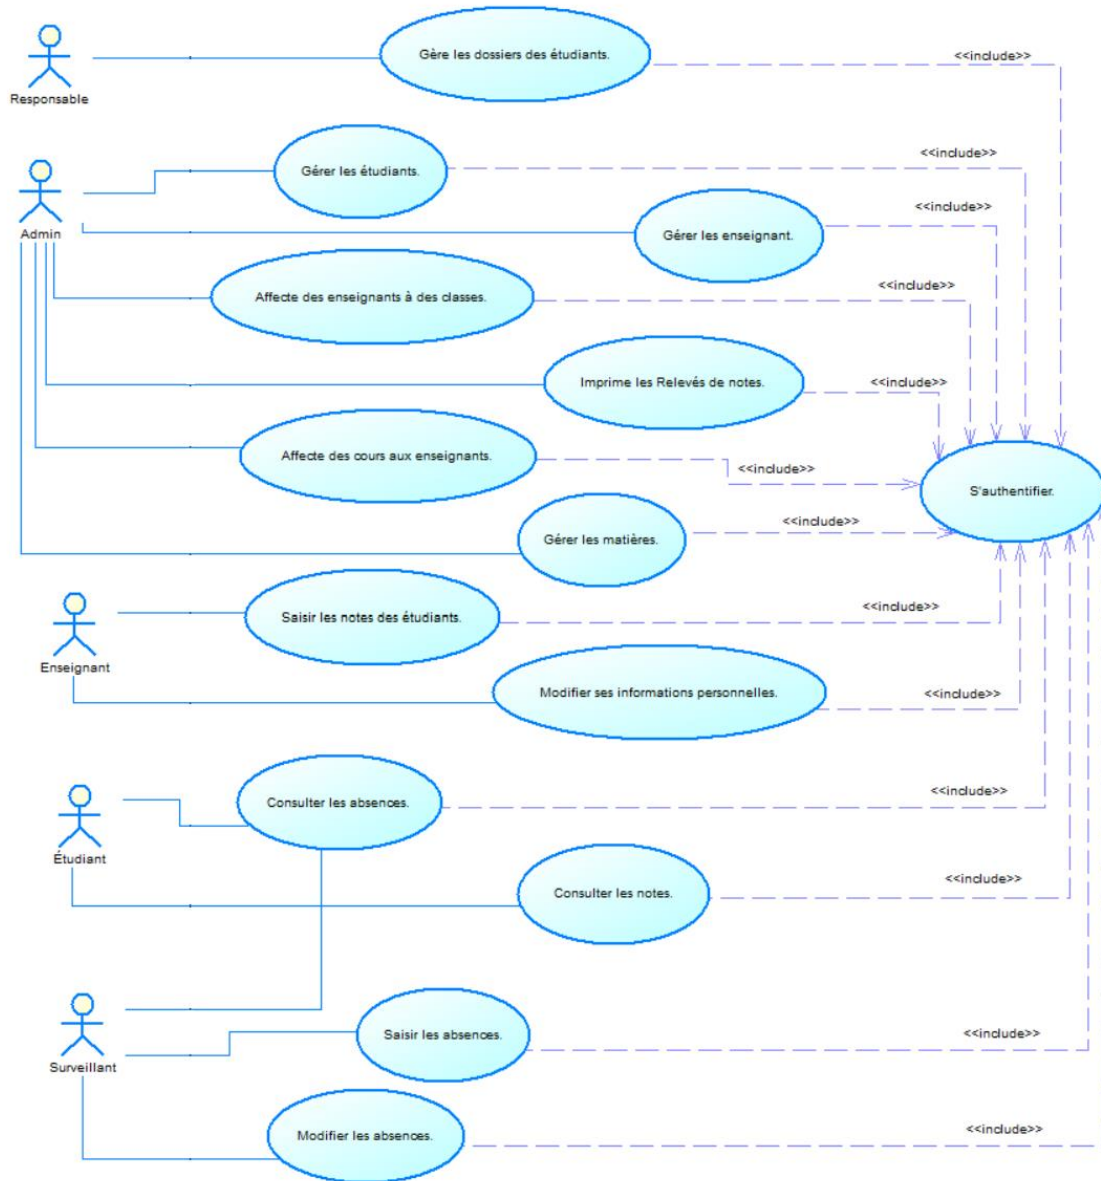 Gère les dossiers des étudiants.
<<include>>
Responsable
Gérer les étudiants.
<<include>>
Admin
Gérer les enseignant.
<<include>>
Affecte des enseignants à des classes.
<<include>>
Imprime les Relevés de notes.
<<include>>
Affecte des cours aux enseignants.
<<include>>
S'authentifier.
Gérer les matières.
<<include>>
Saisir les notes des étudiants.
<<include>>
Enseignant
Modifier ses informations personnelles.
<<include>>
Consulter les absences.
<<include>>
Étudiant
Consulter les notes.
<<include>>
Saisir les absences.
<<include>>
Surveillant
Modifier les absences.
<<include>>